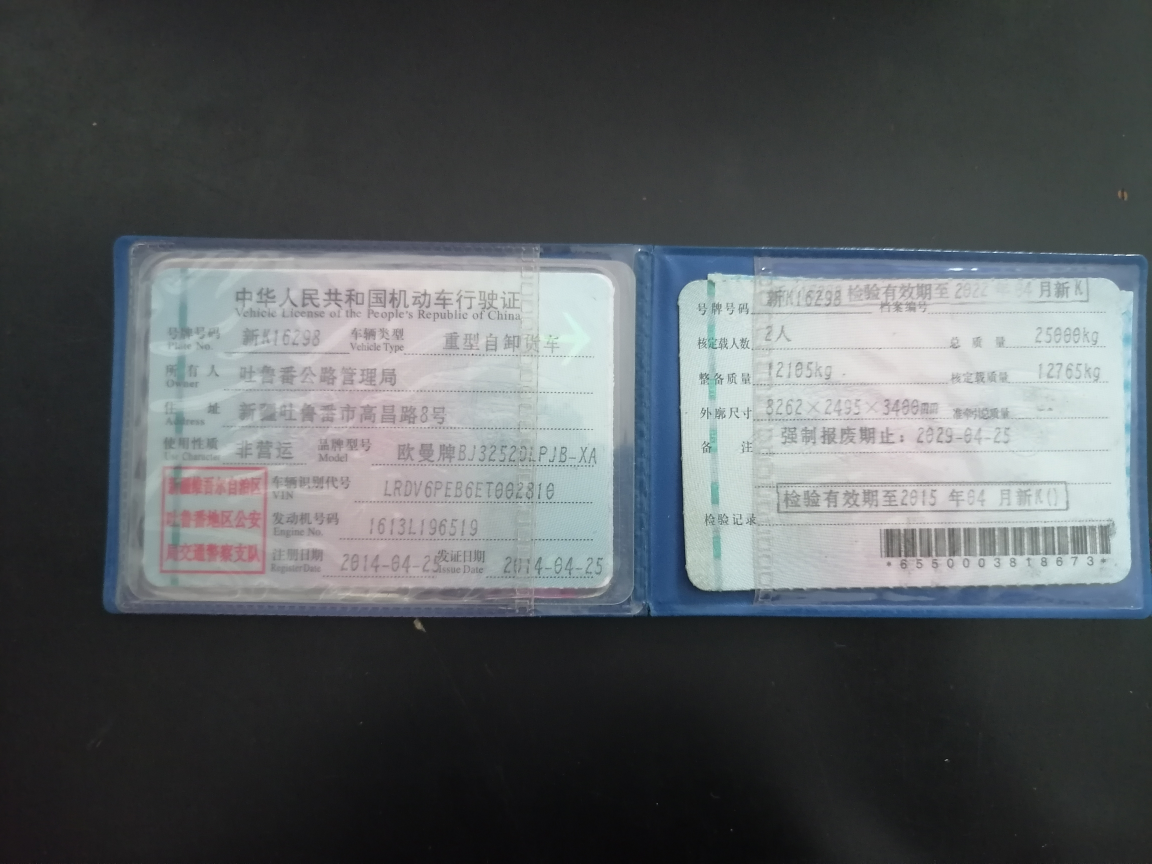 中华人民共和国机动车行驶证
Vehicle License of the People's Republic of China
号牌号码 Plate No. 新K16298 车辆类型 Vehicle Type 重型自卸货车
所有人 Owner 吐鲁番公路管理局
住址 Address 新疆吐鲁番市高昌路8号
使用性质 Use Character 非营运 品牌型号 Model 欧曼牌BJ3252DLPJB-XA
新疆维吾尔自治区
吐鲁番地区公安
局交通警察支队
车辆识别代号 VIN LRDV6PEB6ET002810
发动机号码 Engine No. 1613L196519
注册日期 Register Date 2014-04-25 发证日期 Issue Date 2014-04-25
检验有效期至2022年04月新K
号牌号码 新K16298 档案编号
核定载人数 2人 总质量 25000kg
整备质量 12105kg 核定载质量 12765kg
外廓尺寸 8262×2495×3400mm 准牵引总质量 --
备注 强制报废期止：2029-04-25
检验有效期至2015年04月新K()
检验记录
*6550003818673*